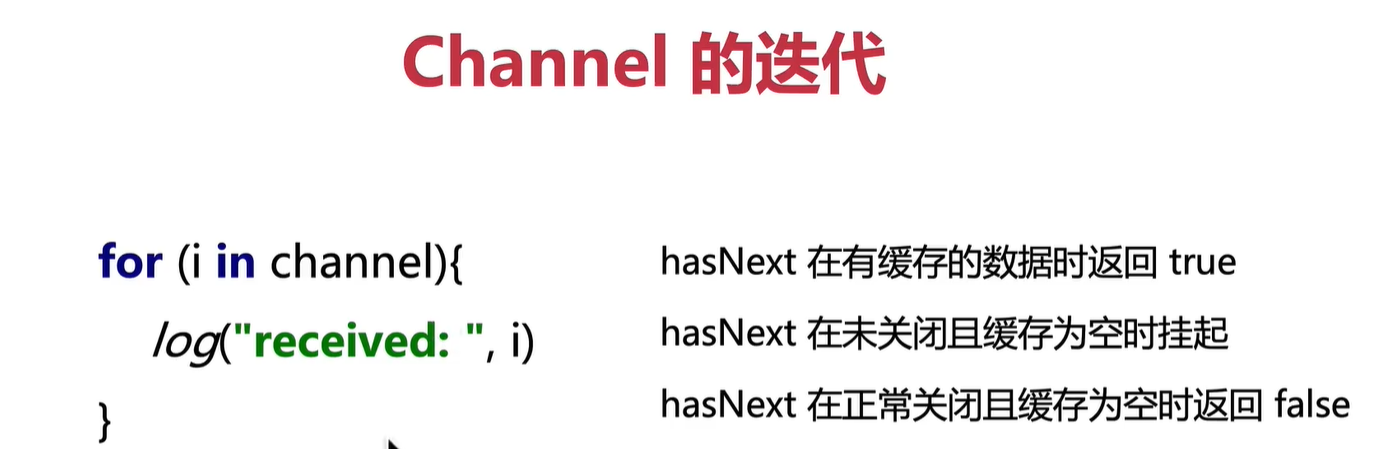 Channel 的迭代
for (i in channel){
log("received: ", i)
}
hasNext 在有缓存的数据时返回 true
hasNext 在未关闭且缓存为空时挂起
hasNext 在正常关闭且缓存为空时返回 false